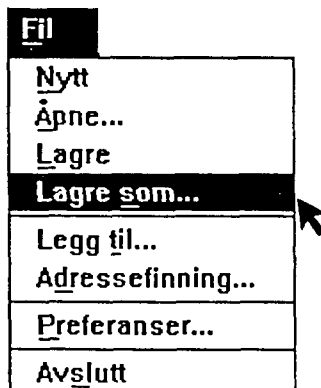 Fil
Nytt
Åpne...
Lagre
Lagre som...
Legg til...
Adressefinning...
Preferanser...
Avslutt